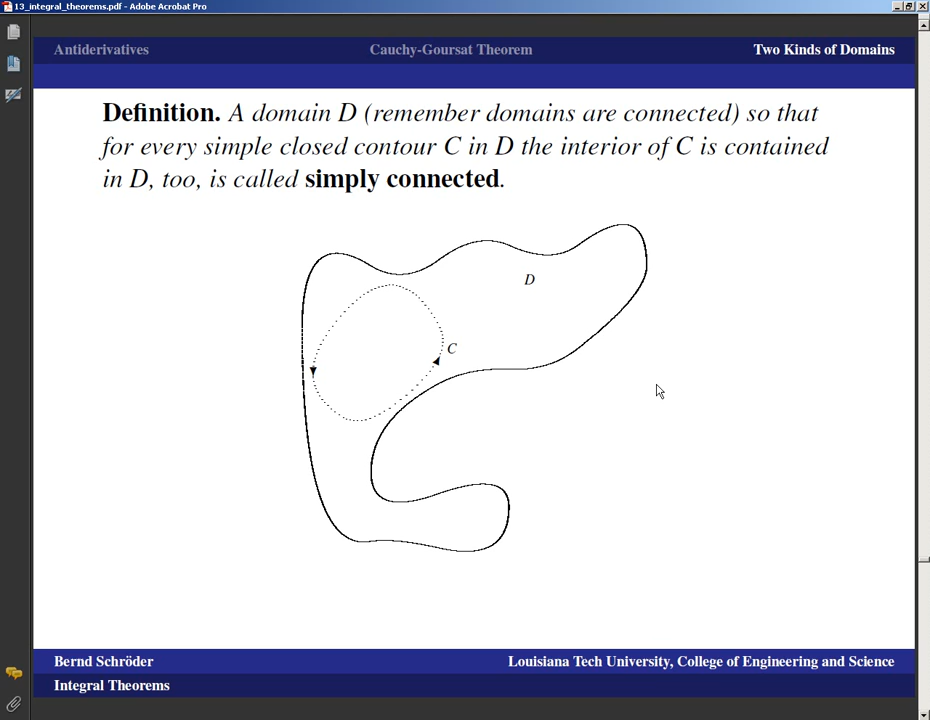 13_integral_theorems.pdf - Adobe Acrobat Pro
Antiderivatives Cauchy-Goursat Theorem Two Kinds of Domains
Definition. A domain D (remember domains are connected) so that
for every simple closed contour C in D the interior of C is contained
in D, too, is called simply connected.
D
C
Bernd Schröder Louisiana Tech University, College of Engineering and Science
Integral Theorems